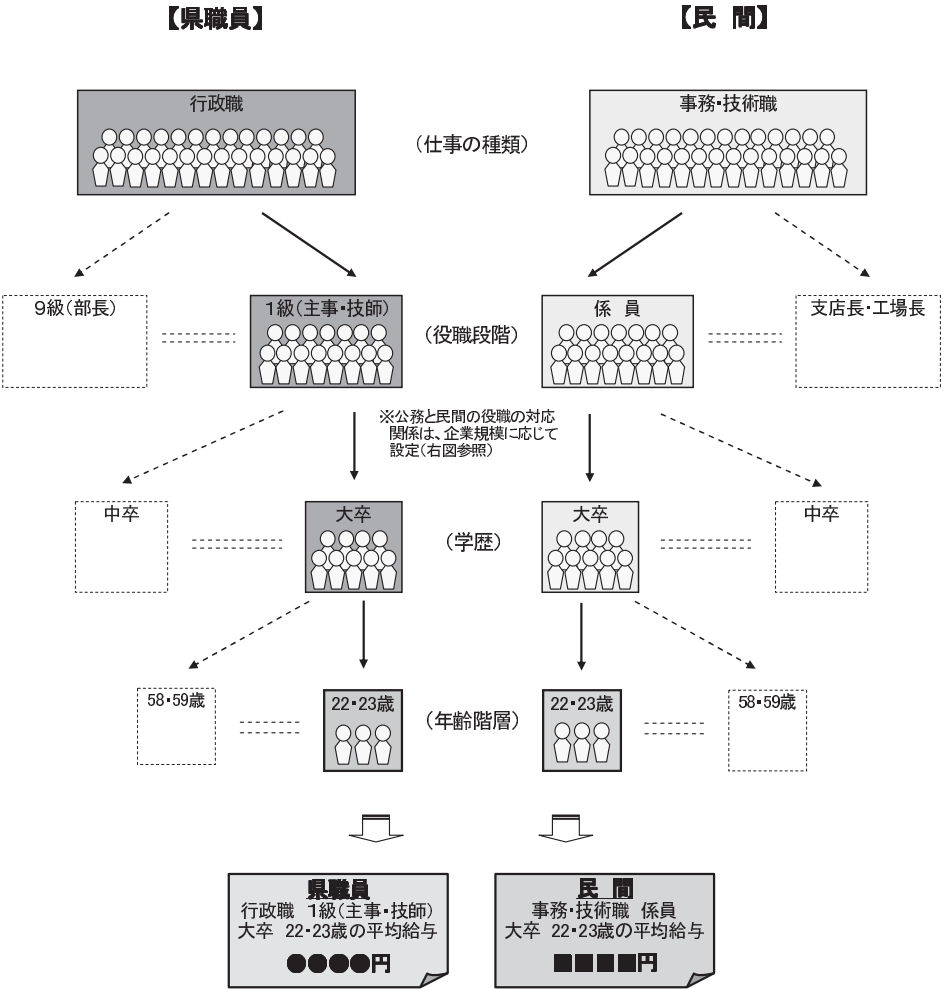 【県職員】
【民　間】
行政職
（仕事の種類）
事務・技術職
９級（部長）
１級（主事・技師）
（役職段階）
係　員
支店長・工場長
※公務と民間の役職の対応
関係は、企業規模に応じて
設定（右図参照）
中卒
大卒
（学歴）
大卒
中卒
58・59歳
22・23歳
（年齢階層）
22・23歳
58・59歳
県職員
行政職　１級（主事・技師）
大卒　22・23歳の平均給与
●●●●円
民　間
事務・技術職　係員
大卒　22・23歳の平均給与
■■■■円